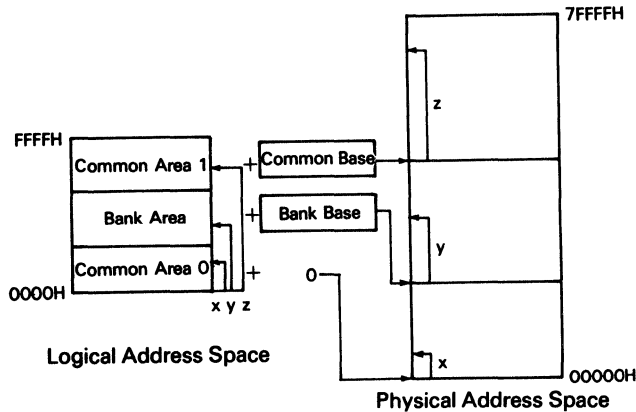 7FFFFH
z
FFFFH
Common Area 1
+
Common Base
Bank Area
+
Bank Base
y
Common Area 0
+
0
0000H
x y z
x
00000H
Logical Address Space
Physical Address Space